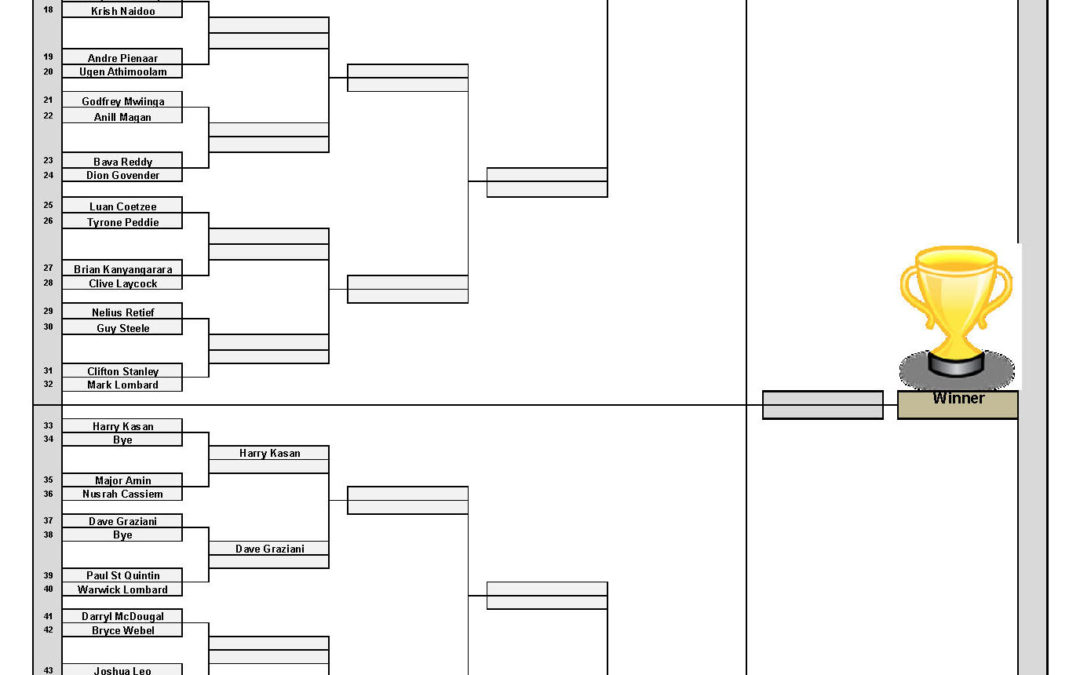 18 Krish Naidoo
19 Andre Pienaar
20 Ugen Athimoolam
21 Godfrey Mwiinga
22 Anill Magan
23 Bava Reddy
24 Dion Govender
25 Luan Coetzee
26 Tyrone Peddie
27 Brian Kanyangarara
28 Clive Laycock
29 Nelius Retief
30 Guy Steele
31 Clifton Stanley
32 Mark Lombard
Winner
33 Harry Kasan
34 Bye
Harry Kasan
35 Major Amin
36 Nusrah Cassiem
37 Dave Graziani
38 Bye
Dave Graziani
39 Paul St Quintin
40 Warwick Lombard
41 Darryl McDougal
42 Bryce Webel
43 Joshua Leo